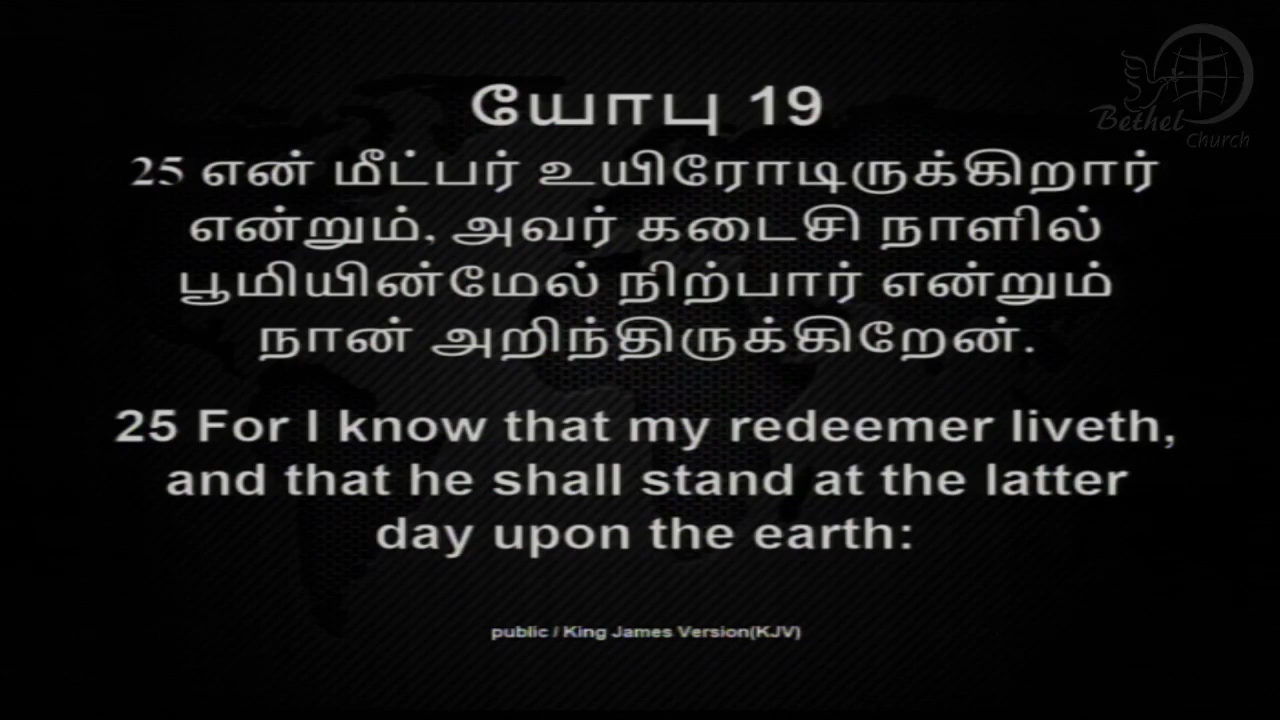 யோபு 19
25 என் மீட்பர் உயிரோடிருக்கிறார்
என்றும், அவர் கடைசி நாளில்
பூமியின்மேல் நிற்பார் என்றும்
நான் அறிந்திருக்கிறேன்.
25 For I know that my redeemer liveth,
and that he shall stand at the latter
day upon the earth:
public / King James Version(KJV)
Bethel
Church